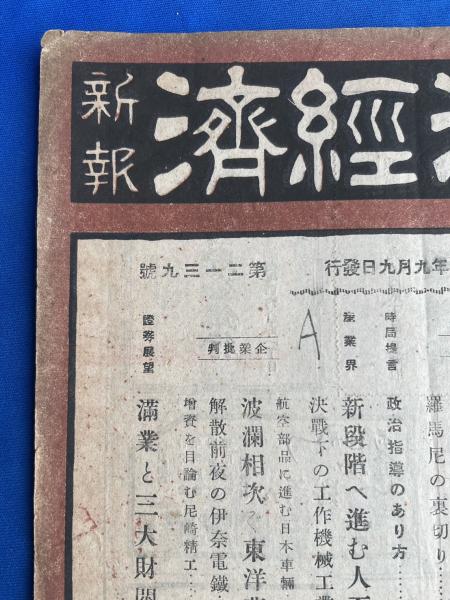 洋經濟
新報
年九月九日發行
第二一三九號
羅馬尼の裏切り
時局提言
政治指導のあり方
産業界
新段階へ進む人
決戰下の工作機械工業
A
航空部品に進む日本車輛
企業批判
波瀾相次ぐ東洋
解散前夜の伊奈電鐵
增資を目論む尼崎精工
證券展望
滿業と三大財閥